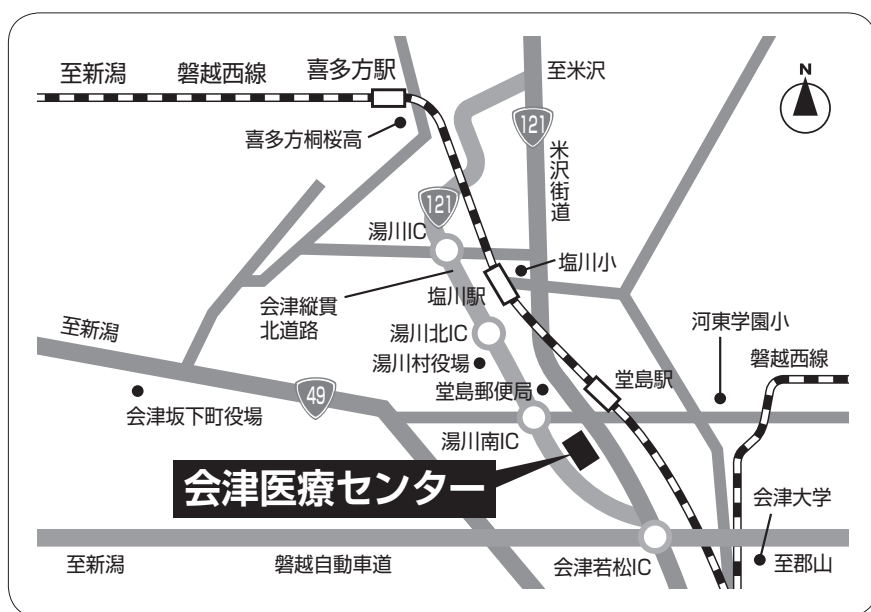 至新潟
磐越西線
喜多方駅
至米沢
N
喜多方桐桜高
121
米沢街道
121
湯川IC
塩川小
会津縦貫
北道路
塩川駅
至新潟
湯川北IC
河東学園小
湯川村役場
磐越西線
堂島駅
49
堂島郵便局
会津坂下町役場
湯川南IC
会津医療センター
会津大学
至新潟
磐越自動車道
会津若松IC
至郡山